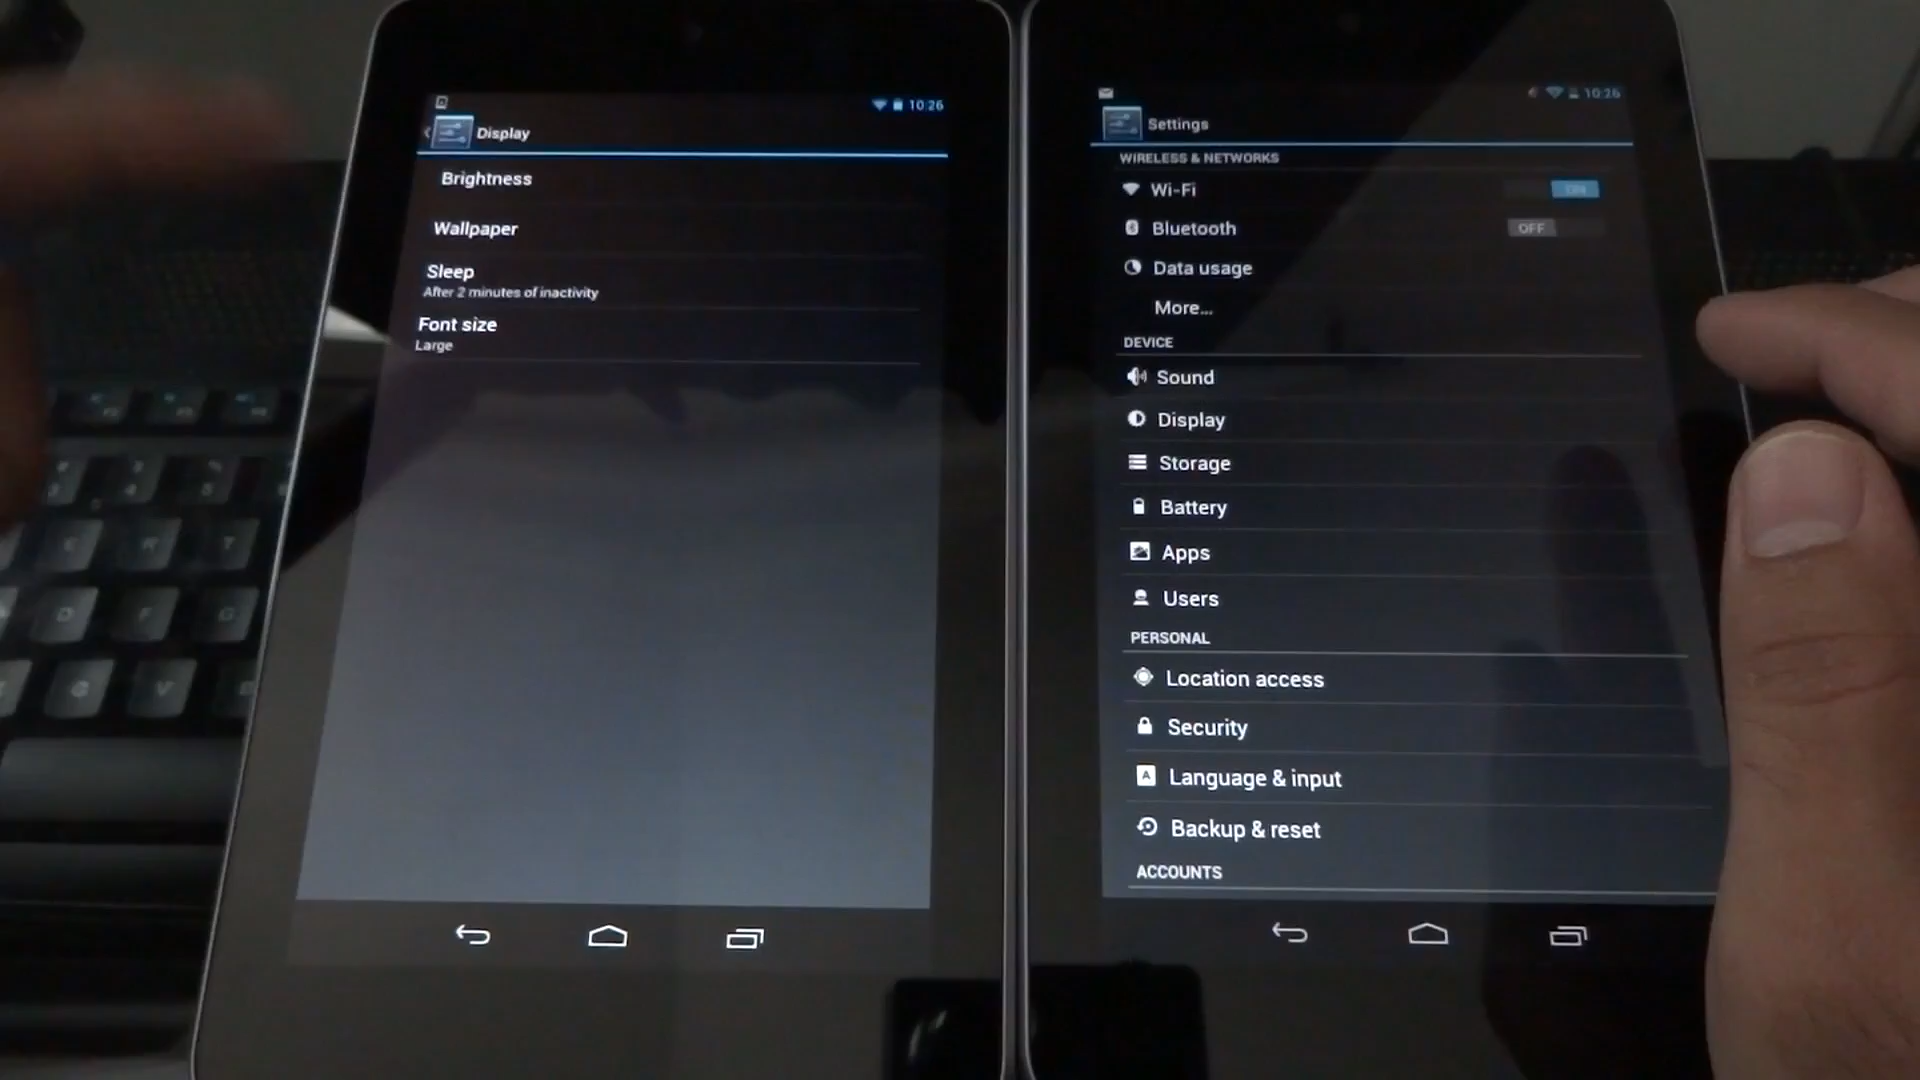 10:26
Display
Brightness
Wallpaper
Sleep
After 2 minutes of inactivity
Font size
Large
10:26
Settings
WIRELESS & NETWORKS
Wi-Fi ON
Bluetooth OFF
Data usage
More...
DEVICE
Sound
Display
Storage
Battery
Apps
Users
PERSONAL
Location access
Security
A Language & input
Backup & reset
ACCOUNTS
E R T
D F G
C V B